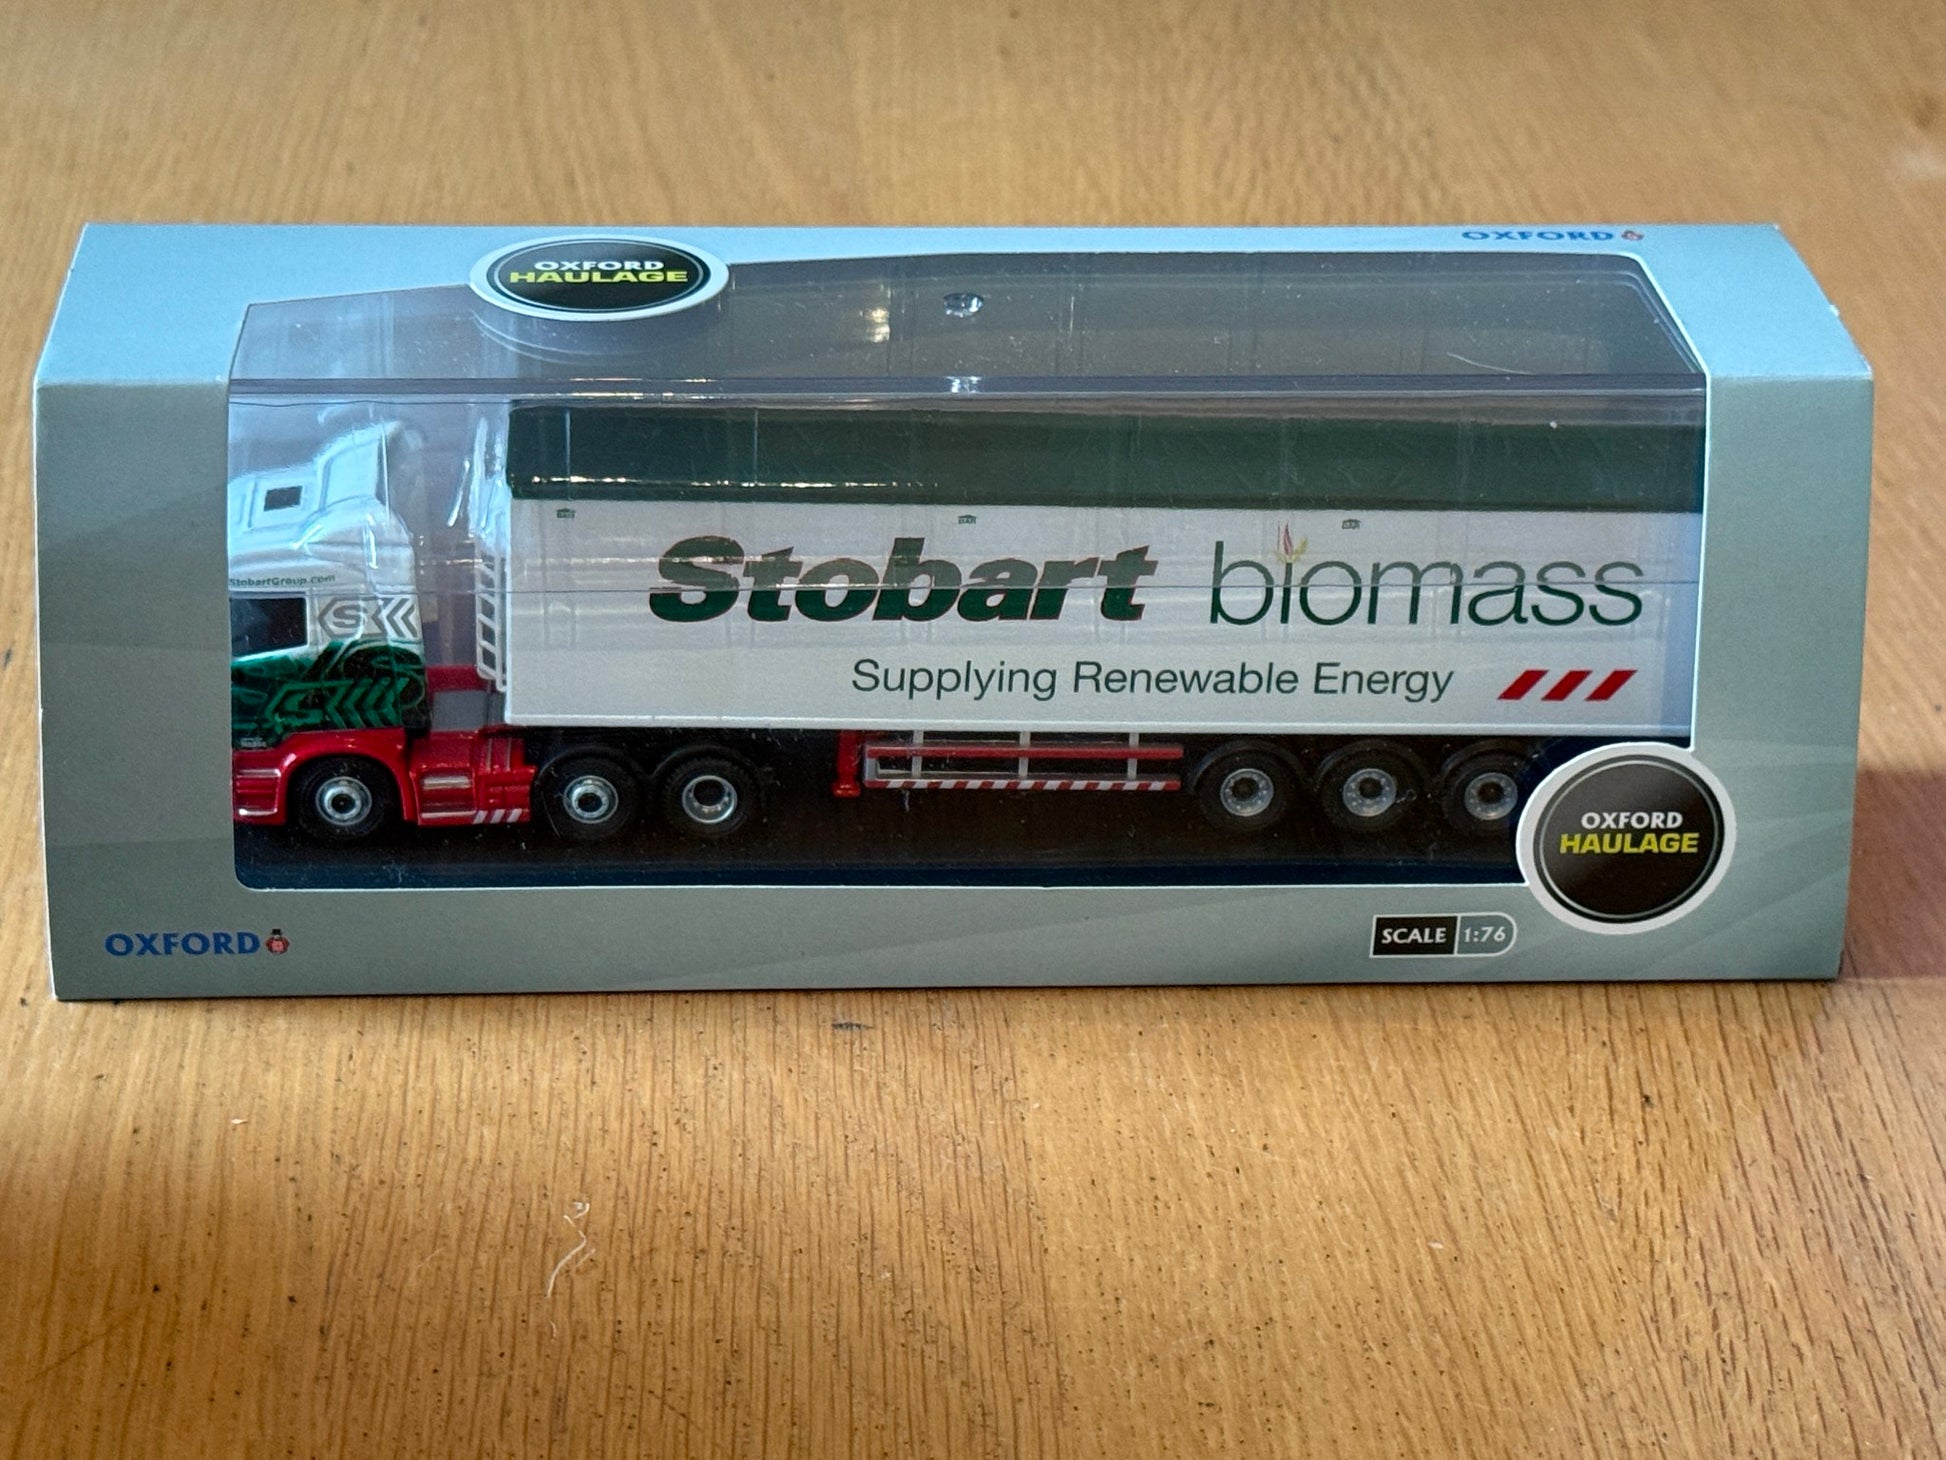 OXFORD
OXFORD
HAULAGE
StobartGroup.com
S
Stobart biomass
Supplying Renewable Energy
OXFORD
HAULAGE
OXFORD
SCALE 1:76